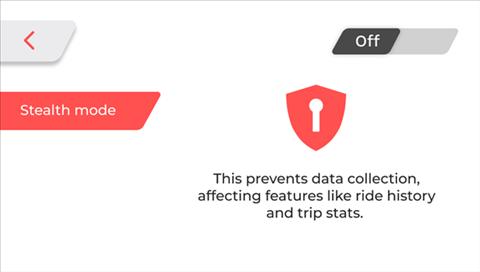 Off
Stealth mode
This prevents data collection,
affecting features like ride history
and trip stats.